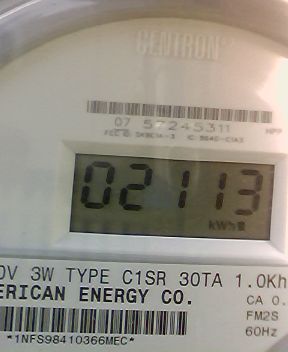 CENTRON
07 57245311
02113
kWh
0V 3W TYPE C1SR 30TA 1.0Kh
ERICAN ENERGY CO.
CA 0.
FM2S
60Hz
*1NFS98410366MEC*